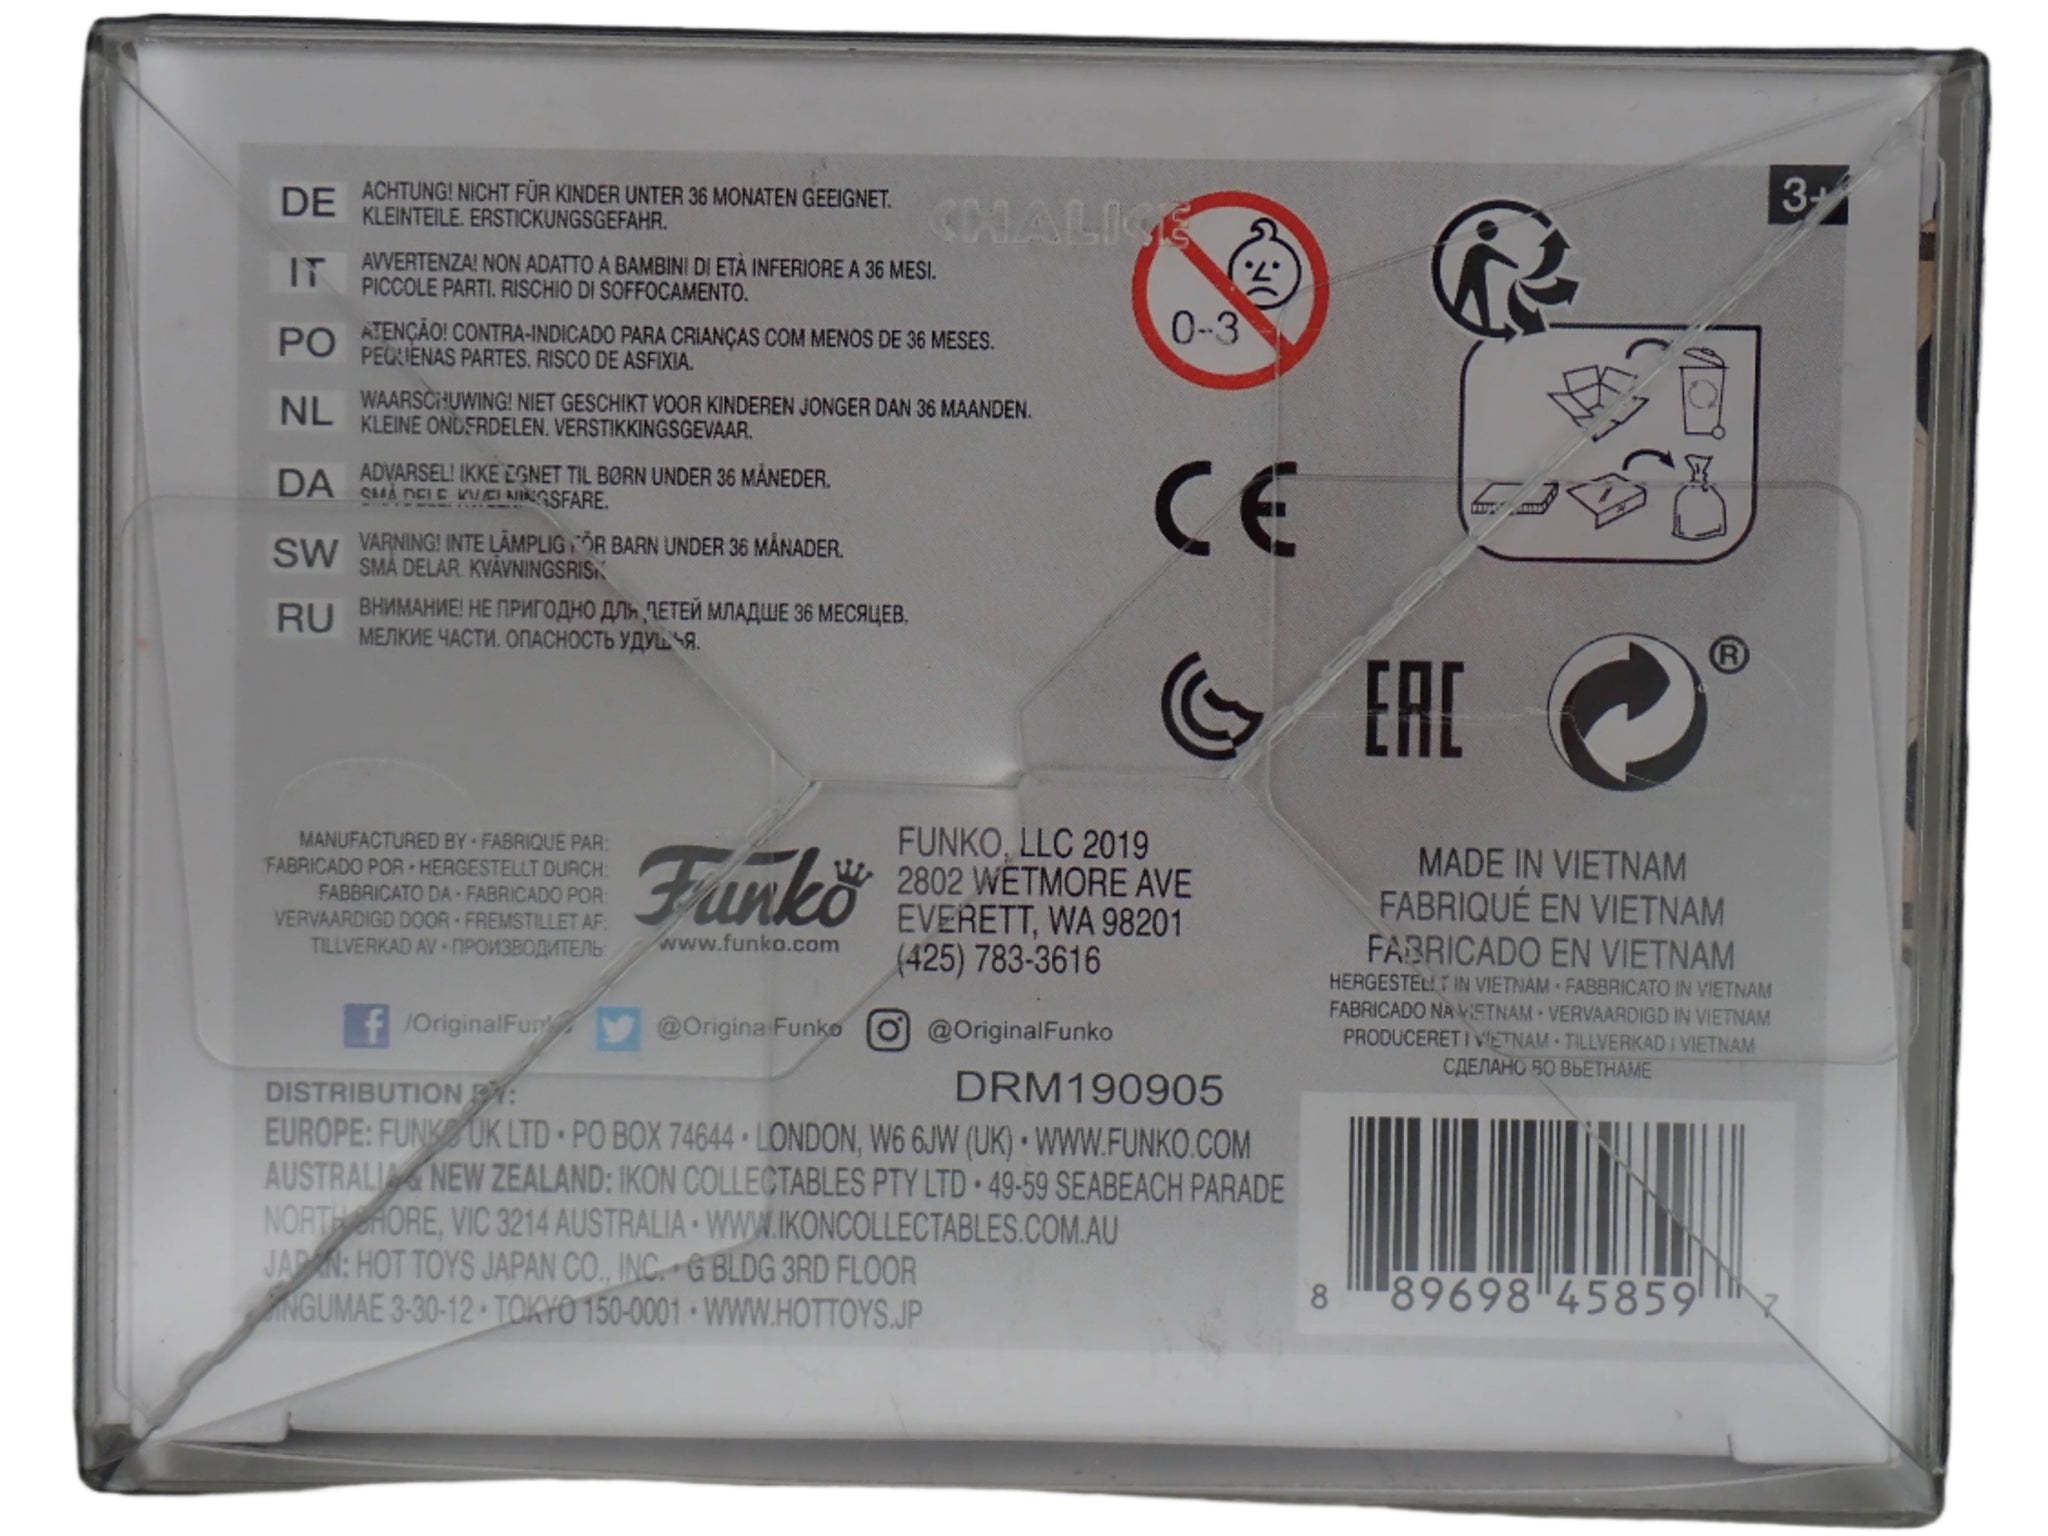 DE ACHTUNG! NICHT FÜR KINDER UNTER 36 MONATEN GEEIGNET.
KLEINTEILE. ERSTICKUNGSGEFAHR.
IT AVVERTENZA! NON ADATTO A BAMBINI DI ETÀ INFERIORE A 36 MESI.
PICCOLE PARTI. RISCHIO DI SOFFOCAMENTO.
PO ATENÇÃO! CONTRA-INDICADO PARA CRIANÇAS COM MENOS DE 36 MESES.
PEQUENAS PARTES. RISCO DE ASFIXIA.
NL WAARSCHUWING! NIET GESCHIKT VOOR KINDEREN JONGER DAN 36 MAANDEN.
KLEINE ONDERDELEN. VERSTIKKINGSGEVAAR.
DA ADVARSEL! IKKE EGNET TIL BØRN UNDER 36 MÅNEDER.
SMÅ DELE. KVÆLNINGSFARE.
SW VARNING! INTE LÄMPLIG FÖR BARN UNDER 36 MÅNADER.
SMÅ DELAR. KVÄVNINGSRISK
RU ВНИМАНИЕ! НЕ ПРИГОДНО ДЛЯ ДЕТЕЙ МЛАДШЕ 36 МЕСЯЦЕВ.
МЕЛКИЕ ЧАСТИ. ОПАСНОСТЬ УДУШЬЯ.
CHALICE
0-3
3+
CE
EAC
®
MANUFACTURED BY • FABRIQUE PAR:
FABRICADO POR • HERGESTELLT DURCH:
FABBRICATO DA • FABRICADO POR:
VERVAARDIGD DOOR • FREMSTILLET AF:
TILLVERKAD AV • ПРОИЗВОДИТЕЛЬ:
Funko
www.funko.com
FUNKO, LLC 2019
2802 WETMORE AVE
EVERETT, WA 98201
(425) 783-3616
MADE IN VIETNAM
FABRIQUÉ EN VIETNAM
FABRICADO EN VIETNAM
HERGESTELLT IN VIETNAM • FABBRICATO IN VIETNAM
FABRICADO NA VIETNAM • VERVAARDIGD IN VIETNAM
PRODUCERET I VIETNAM • TILLVERKAD I VIETNAM
СДЕЛАНО ВО ВЬЕТНАМЕ
/OriginalFunko @OriginalFunko @OriginalFunko
DRM190905
DISTRIBUTION BY:
EUROPE: FUNKO UK LTD • PO BOX 74644 • LONDON, W6 6JW (UK) • WWW.FUNKO.COM
AUSTRALIA & NEW ZEALAND: IKON COLLECTABLES PTY LTD • 49-59 SEABEACH PARADE
NORTH SHORE, VIC 3214 AUSTRALIA • WWW.IKONCOLLECTABLES.COM.AU
JAPAN: HOT TOYS JAPAN CO., INC. • G BLDG 3RD FLOOR
JINGUMAE 3-30-12 • TOKYO 150-0001 • WWW.HOTTOYS.JP
8 89698 45859 7